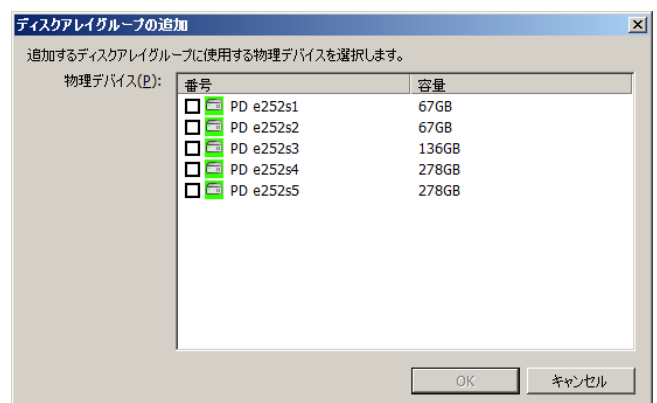 ディスクアレイグループの追加
追加するディスクアレイグループに使用する物理デバイスを選択します。
物理デバイス(P): 番号 容量
PD e252s1 67GB
PD e252s2 67GB
PD e252s3 136GB
PD e252s4 278GB
PD e252s5 278GB
OK キャンセル